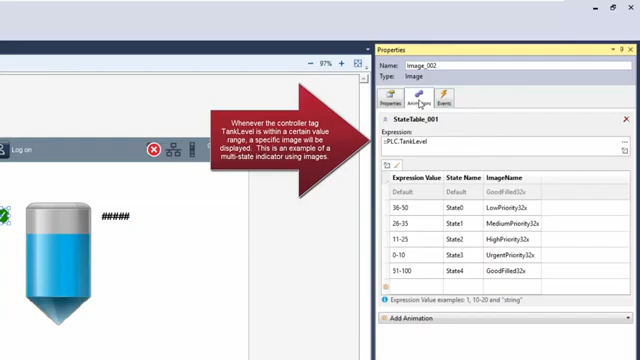 Properties
97%
Name: Image_002
Type: Image
Properties Animations Events
Whenever the controller tag
TankLevel is within a certain value
range, a specific image will be
displayed. This is an example of a
multi-state indicator using images.
StateTable_001
Expression:
::PLC.TankLevel
Log on
Expression Value State Name ImageName
Default Default GoodFilled32x
36-50 State0 LowPriority32x
26-35 State1 MediumPriority32x
11-25 State2 HighPriority32x
0-10 State3 UrgentPriority32x
51-100 State4 GoodFilled32x
#####
Expression Value examples: 1, 10-20 and "string"
Add Animation